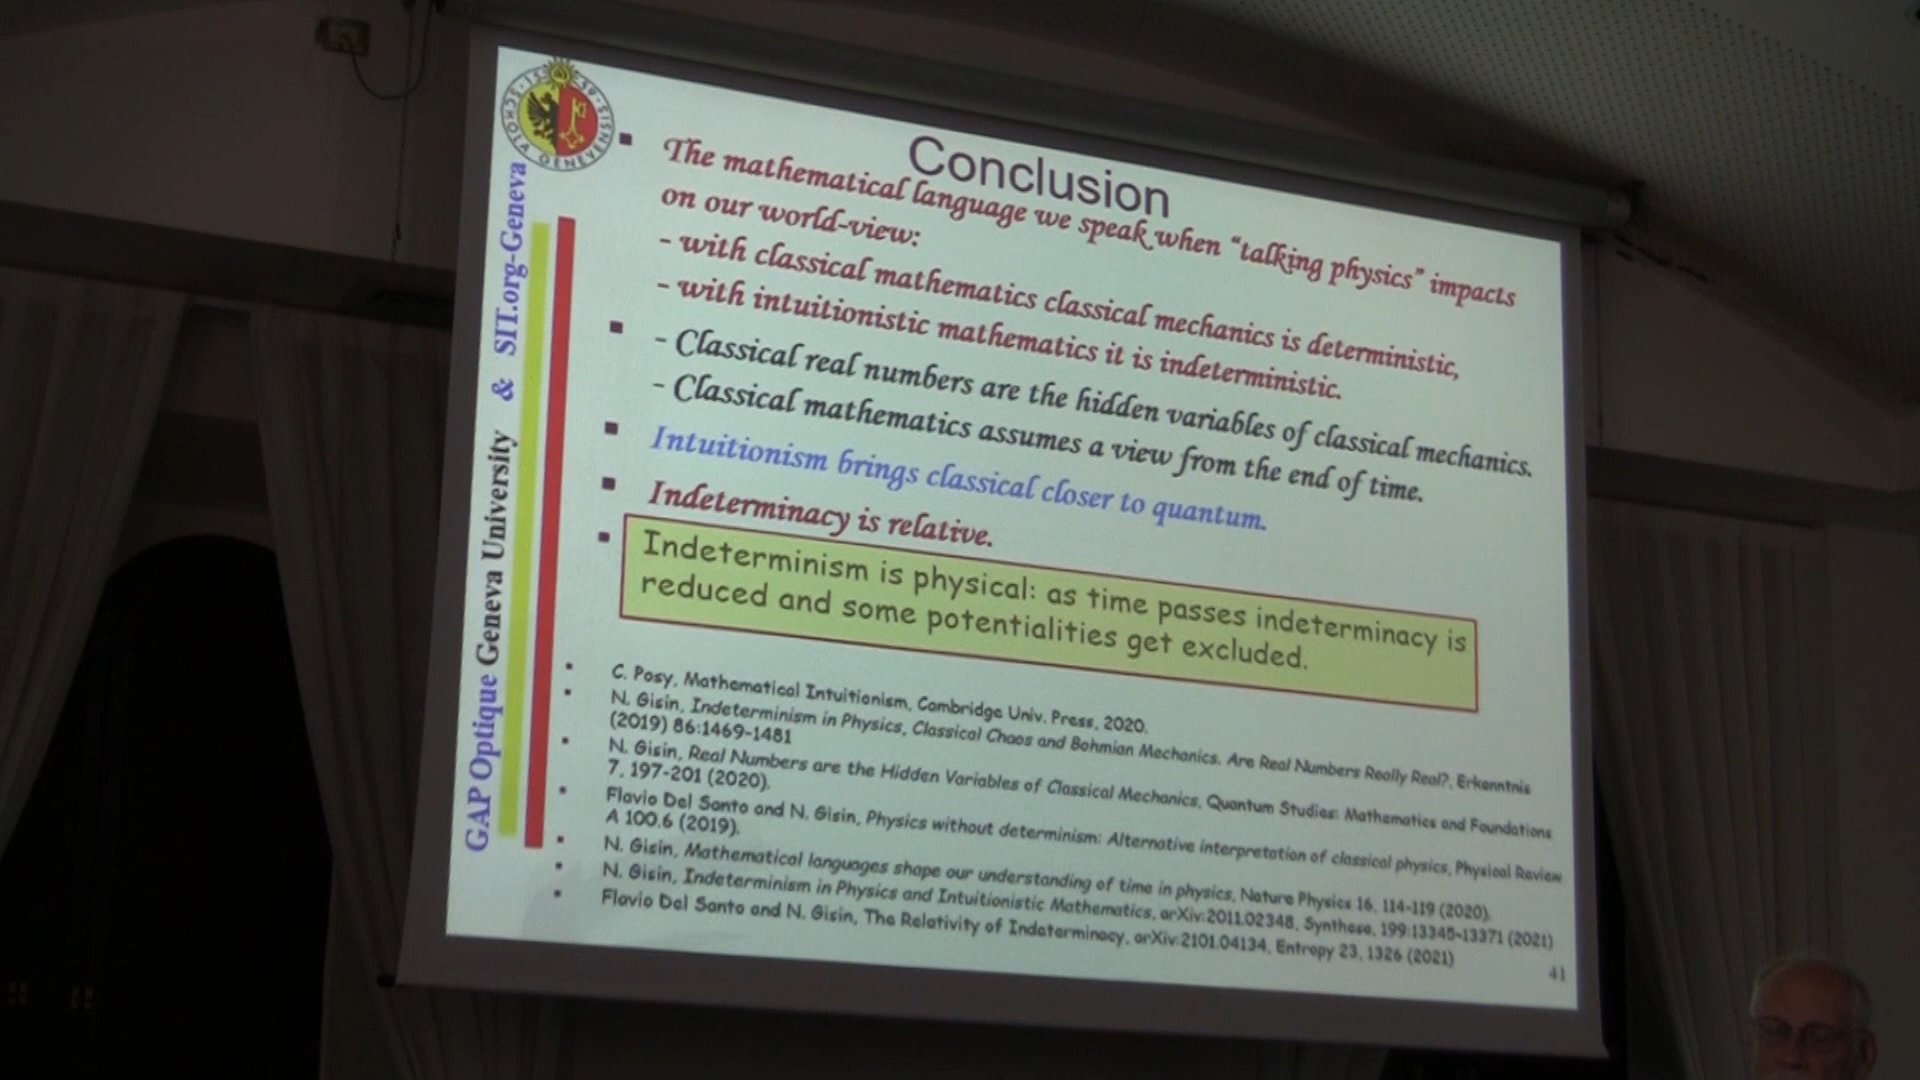 SCHOLA GENEVENSIS
1559
GAP Optique Geneva University & SIT.org-Geneva
Conclusion
▪ The mathematical language we speak when “talking physics” impacts
on our world-view:
- with classical mathematics classical mechanics is deterministic,
- with intuitionistic mathematics it is indeterministic.
▪ - Classical real numbers are the hidden variables of classical mechanics.
- Classical mathematics assumes a view from the end of time.
▪ Intuitionism brings classical closer to quantum.
▪ Indeterminacy is relative.
▪ Indeterminism is physical: as time passes indeterminacy is
reduced and some potentialities get excluded.
• C. Posy, Mathematical Intuitionism, Cambridge Univ. Press, 2020.
• N. Gisin, Indeterminism in Physics, Classical Chaos and Bohmian Mechanics. Are Real Numbers Really Real?, Erkenntnis
(2019) 86:1469-1481
• N. Gisin, Real Numbers are the Hidden Variables of Classical Mechanics, Quantum Studies: Mathematics and Foundations
7, 197-201 (2020).
• Flavio Del Santo and N. Gisin, Physics without determinism: Alternative interpretation of classical physics, Physical Review
A 100.6 (2019).
• N. Gisin, Mathematical languages shape our understanding of time in physics, Nature Physics 16, 114-119 (2020).
• N. Gisin, Indeterminism in Physics and Intuitionistic Mathematics, arXiv:2011.02348, Synthese, 199:13345-13371 (2021)
• Flavio Del Santo and N. Gisin, The Relativity of Indeterminacy, arXiv:2101.04134, Entropy 23, 1326 (2021)
41